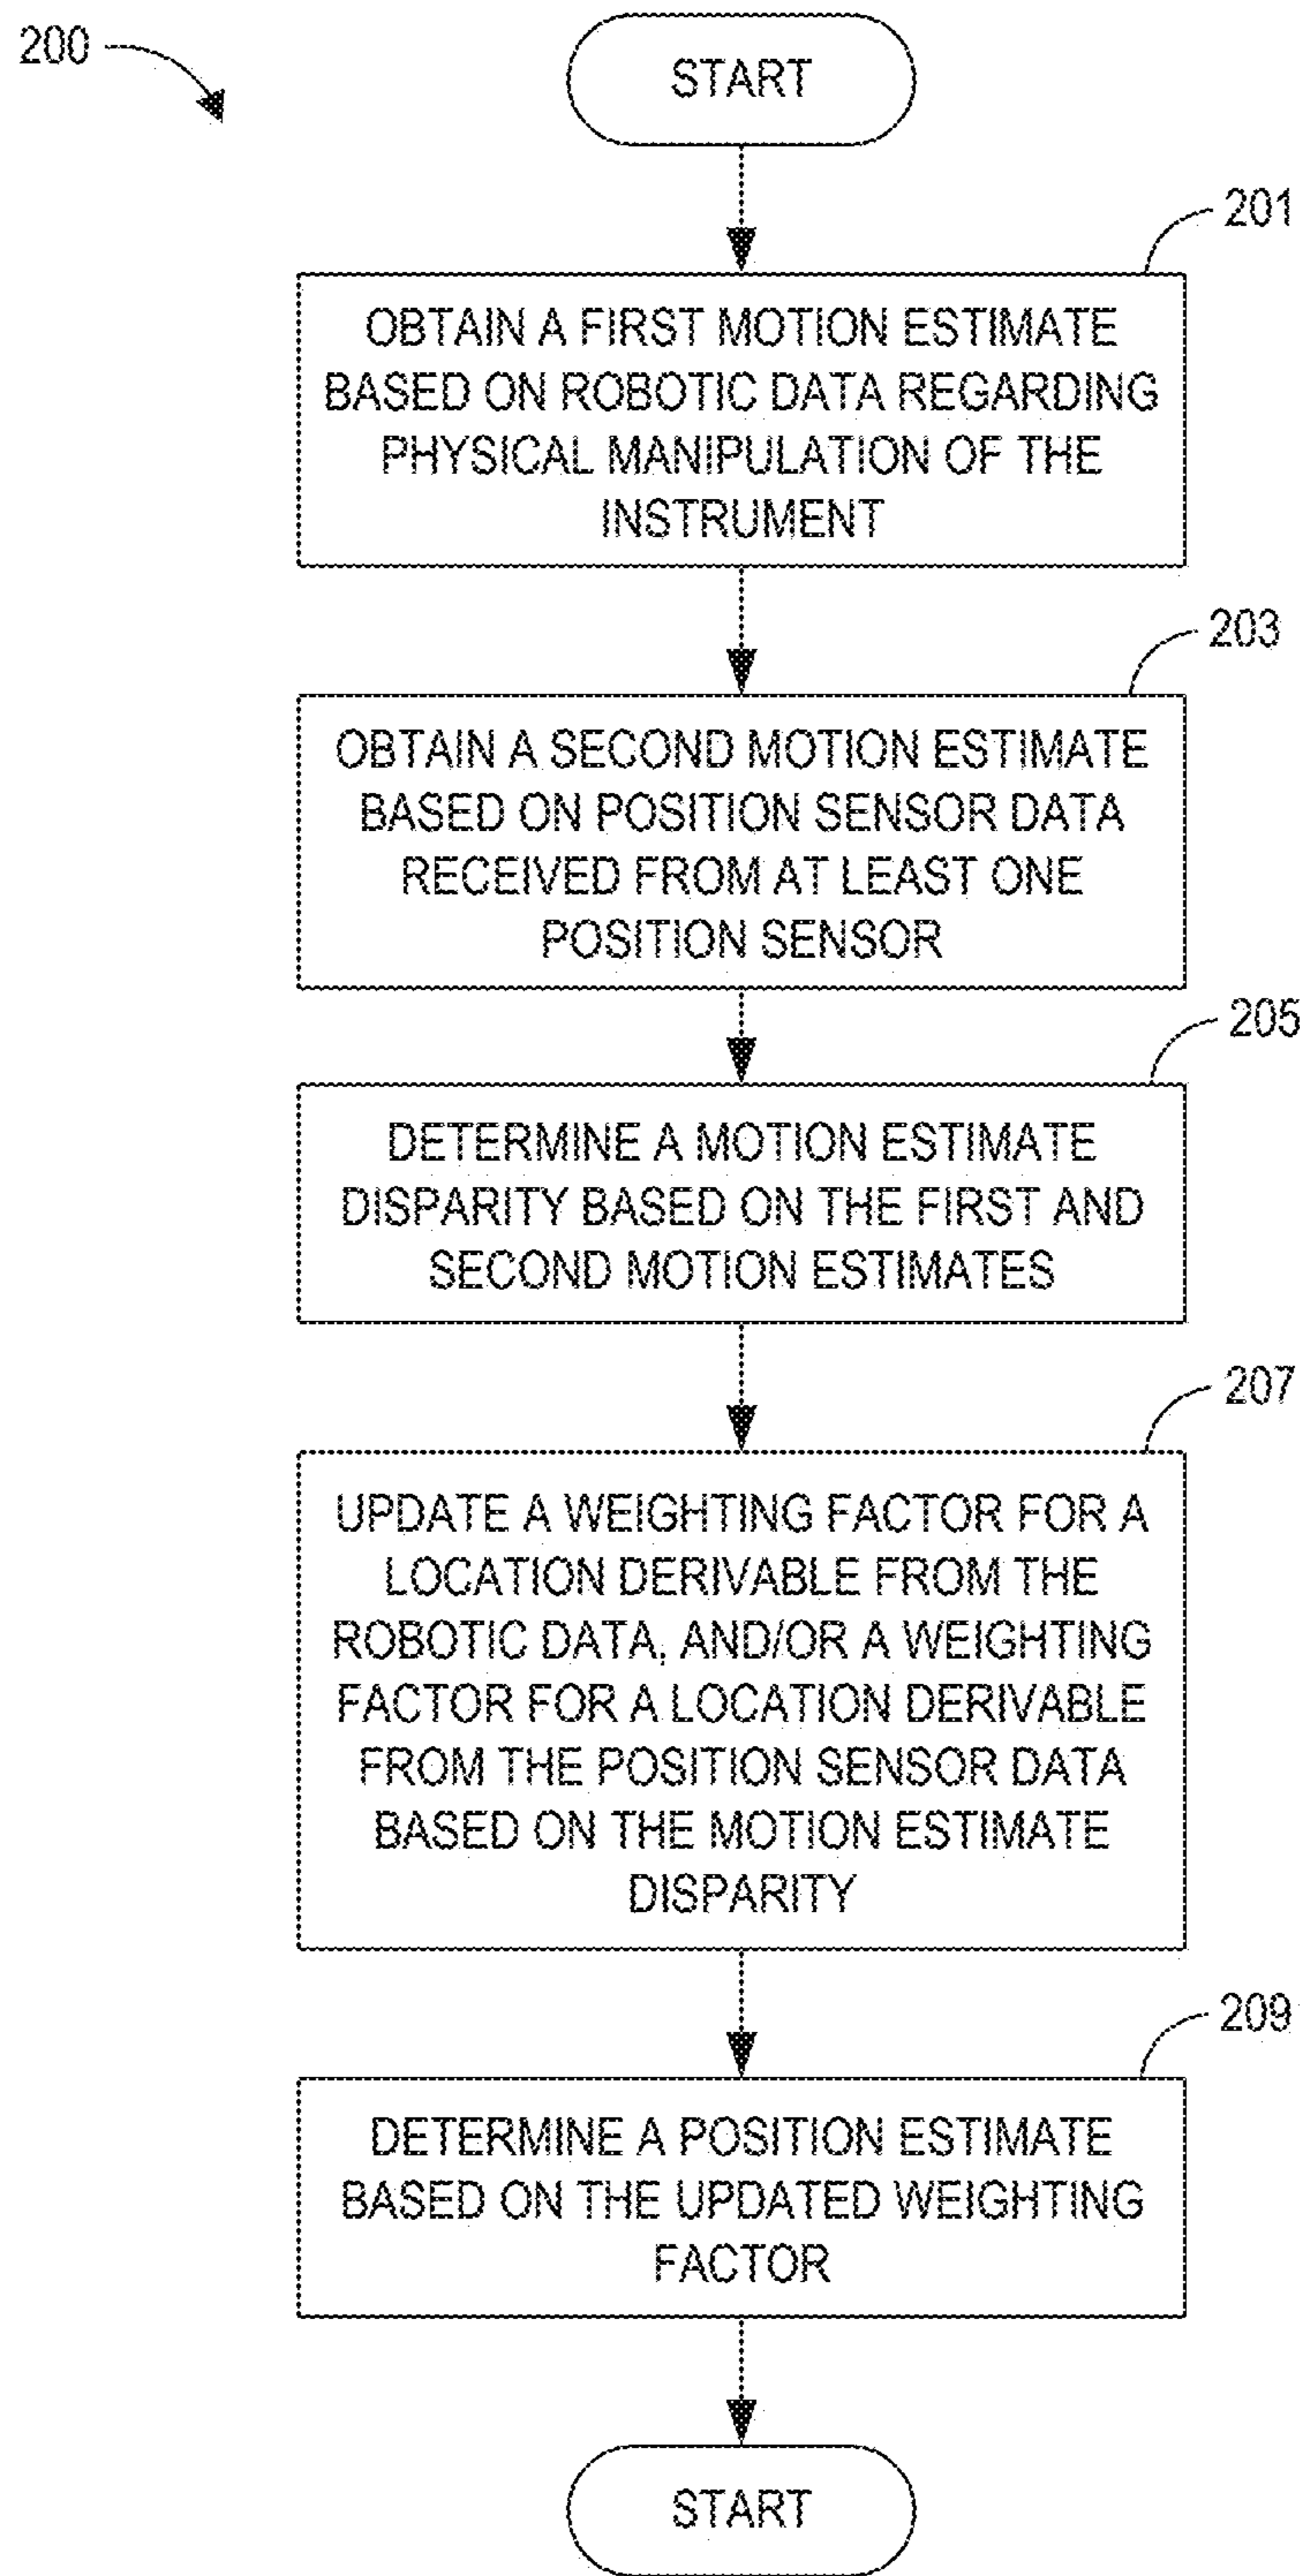 200
START
201
OBTAIN A FIRST MOTION ESTIMATE
BASED ON ROBOTIC DATA REGARDING
PHYSICAL MANIPULATION OF THE
INSTRUMENT
203
OBTAIN A SECOND MOTION ESTIMATE
BASED ON POSITION SENSOR DATA
RECEIVED FROM AT LEAST ONE
POSITION SENSOR
205
DETERMINE A MOTION ESTIMATE
DISPARITY BASED ON THE FIRST AND
SECOND MOTION ESTIMATES
207
UPDATE A WEIGHTING FACTOR FOR A
LOCATION DERIVABLE FROM THE
ROBOTIC DATA, AND/OR A WEIGHTING
FACTOR FOR A LOCATION DERIVABLE
FROM THE POSITION SENSOR DATA
BASED ON THE MOTION ESTIMATE
DISPARITY
209
DETERMINE A POSITION ESTIMATE
BASED ON THE UPDATED WEIGHTING
FACTOR
START